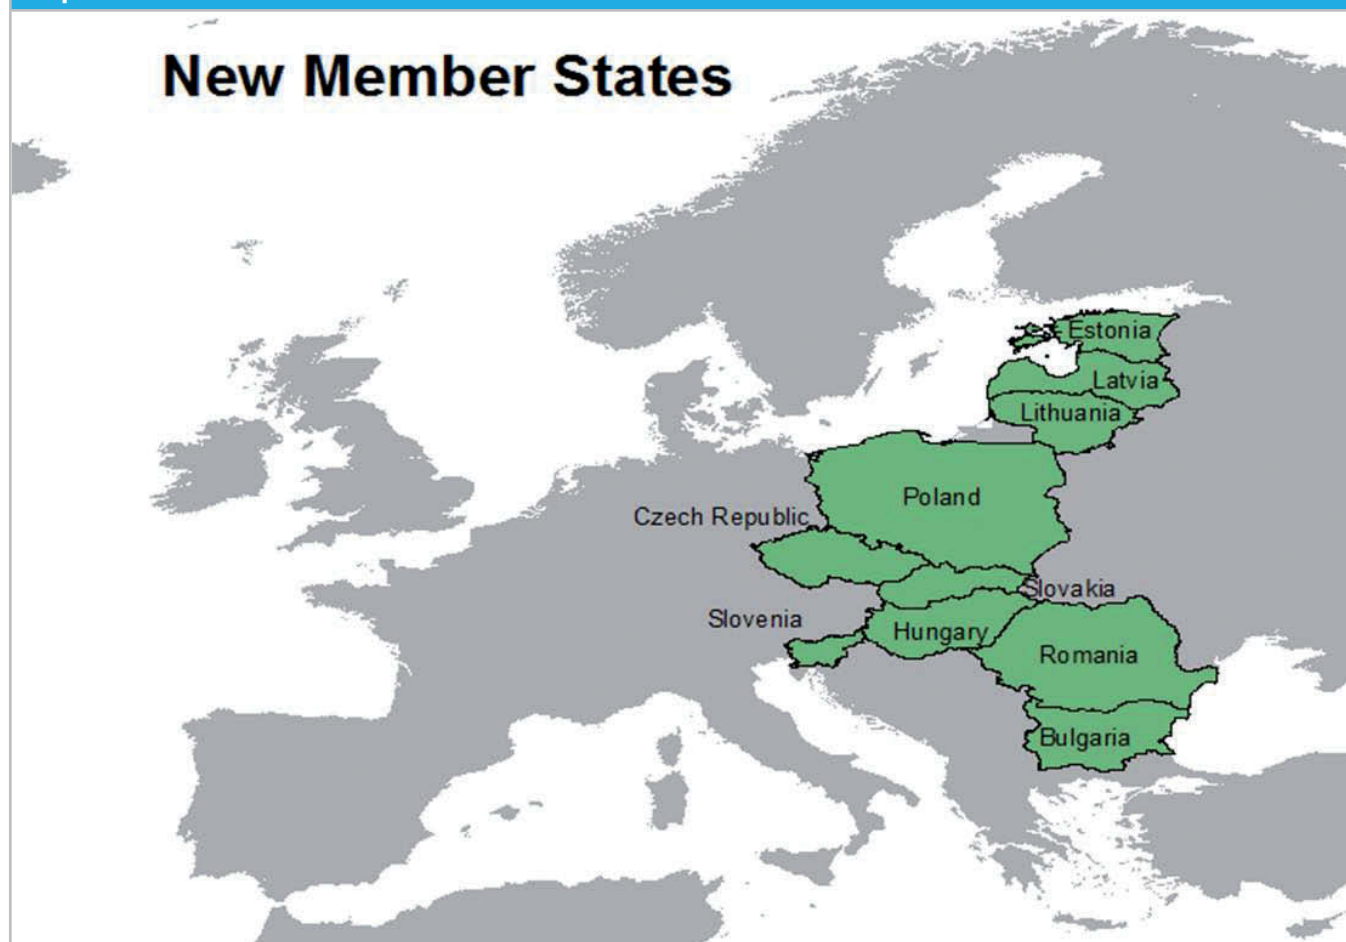 New Member States
Estonia
Latvia
Lithuania
Poland
Czech Republic
Slovakia
Slovenia
Hungary
Romania
Bulgaria